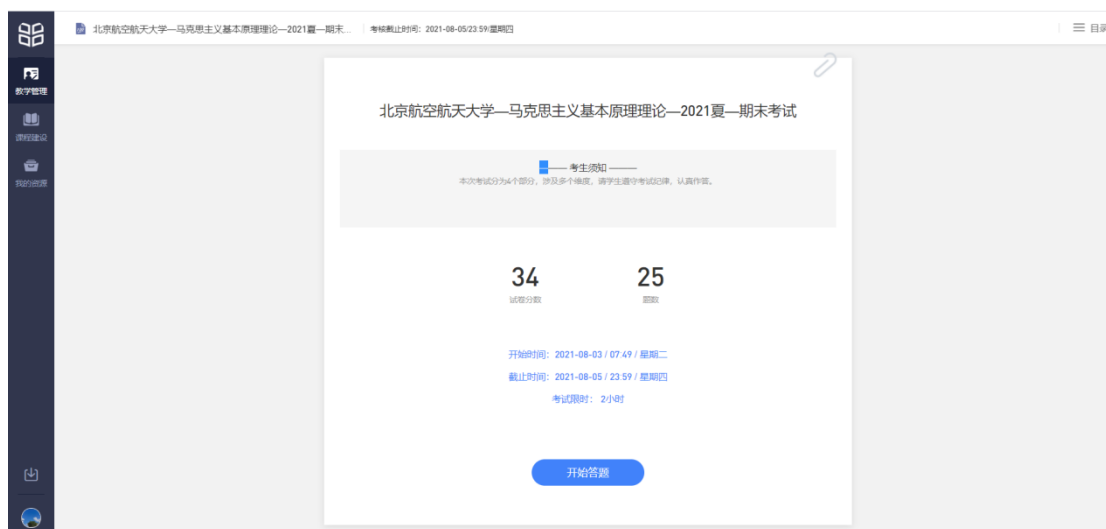 北京航空航天大学—马克思主义基本原理理论—2021夏—期末...
考核截止时间：2021-08-05/23:59/星期四
目录
教学管理
课程建设
我的资源
北京航空航天大学—马克思主义基本原理理论—2021夏—期末考试
考生须知
本次考试分为4个部分，涉及多个维度，请学生遵守考试纪律，认真作答。
34
25
试卷分数
题数
开始时间：2021-08-03 / 07:49 / 星期二
截止时间：2021-08-05 / 23:59 / 星期四
考试限时：2小时
开始答题